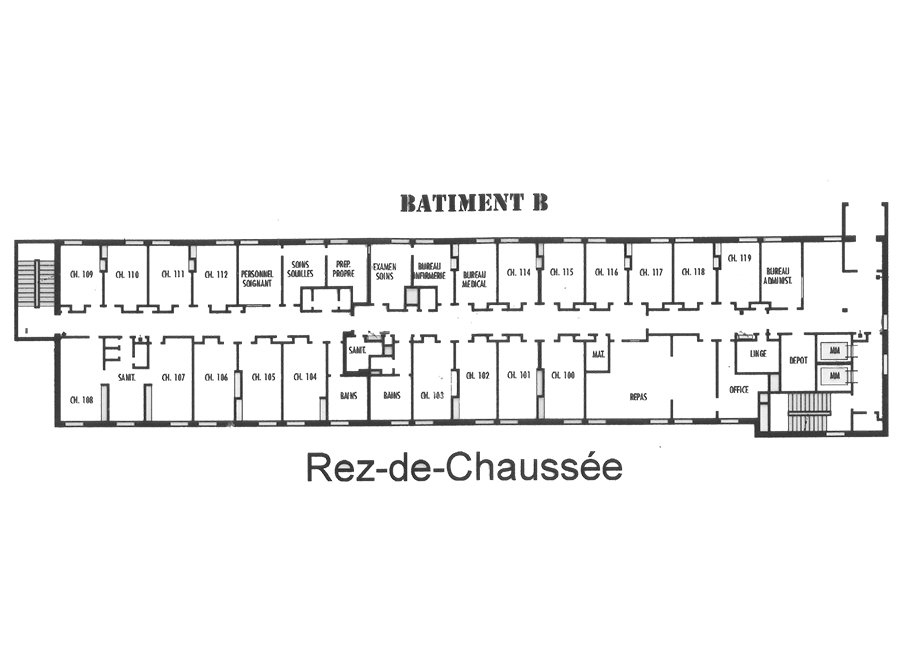 BATIMENT B
CH. 109
CH. 110
CH. 111
CH. 112
PERSONNEL
SOIGNANT
SOINS
SOUILLES
PREP.
PROPRE
EXAMEN
SOINS
BUREAU
INFIRMERIE
BUREAU
MEDICAL
CH. 114
CH. 115
CH. 116
CH. 117
CH. 118
CH. 119
BUREAU
ADMINIST.
CH. 108
SANIT.
CH. 107
CH. 106
CH. 105
CH. 104
BAINS
SANIT.
BAINS
CH. 103
CH. 102
CH. 101
CH. 100
MAT.
REPAS
LINGE
OFFICE
DEPOT
MM
MM
Rez-de-Chaussée